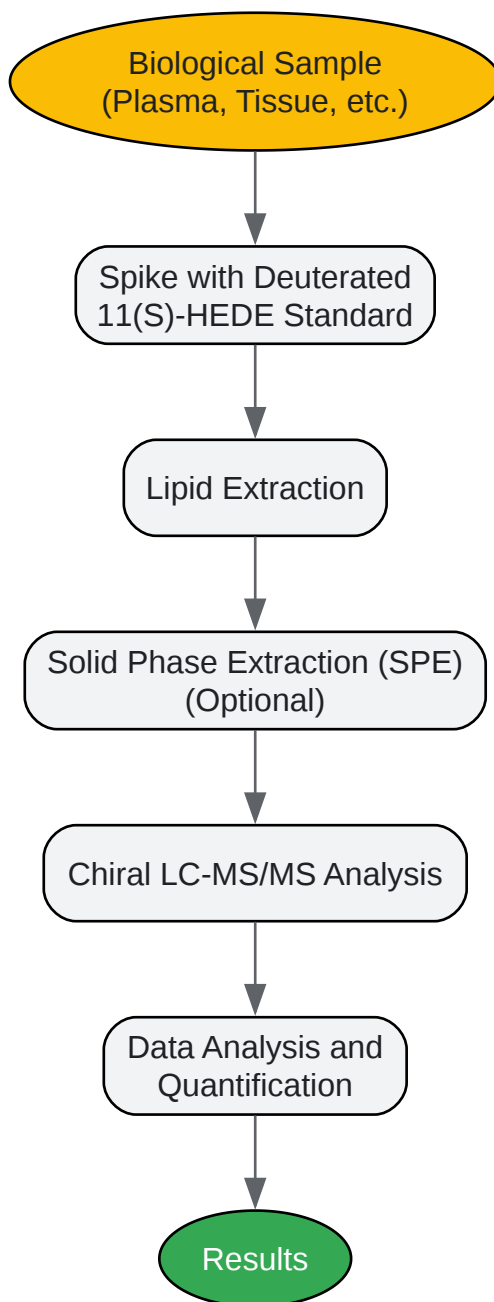 Biological Sample
(Plasma, Tissue, etc.)
Spike with Deuterated
11(S)-HEDE Standard
Lipid Extraction
Solid Phase Extraction (SPE)
(Optional)
Chiral LC-MS/MS Analysis
Data Analysis and
Quantification
Results